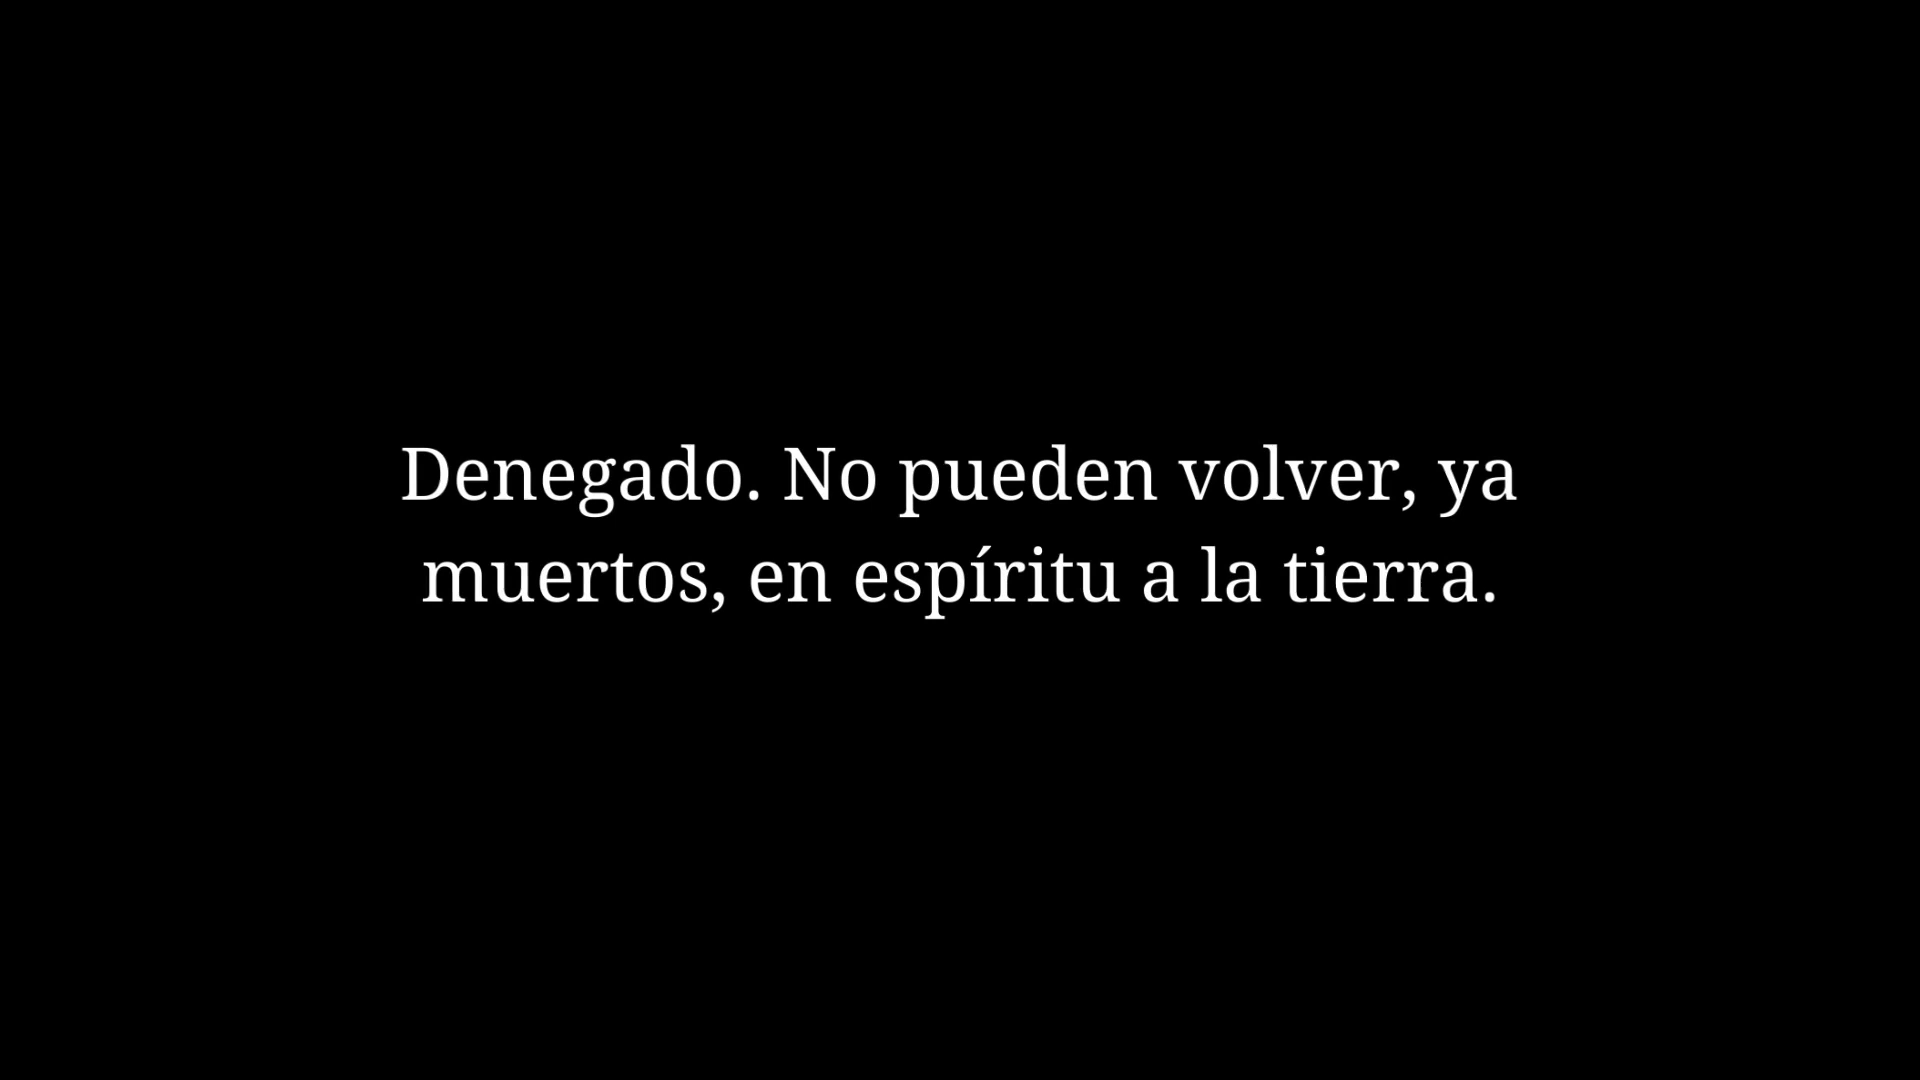 Denegado. No pueden volver, ya
muertos, en espíritu a la tierra.